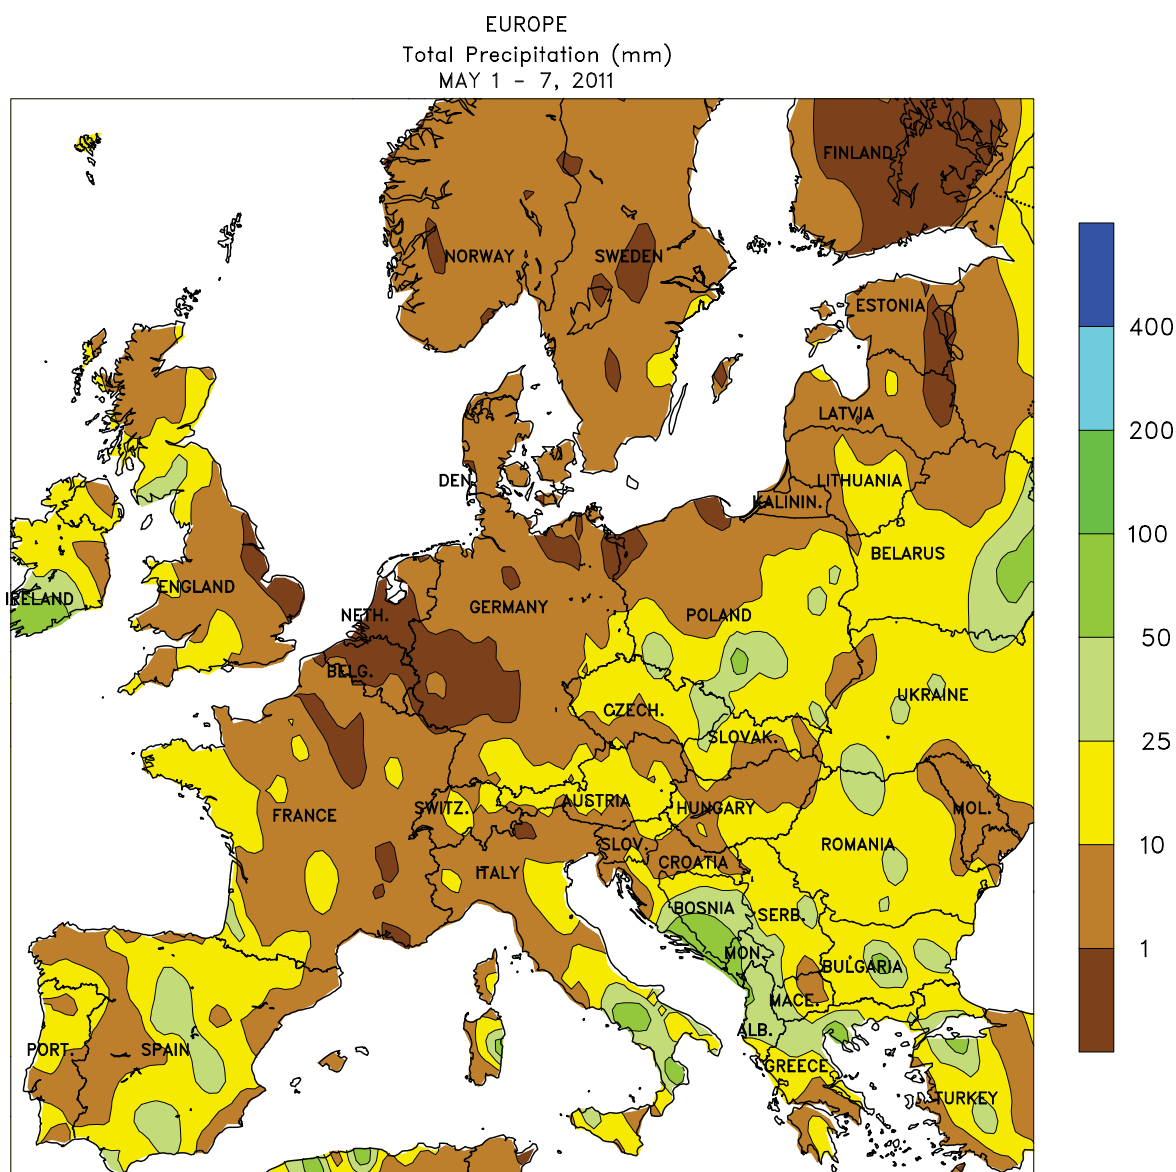 EUROPE
Total Precipitation (mm)
MAY 1 - 7, 2011
FINLAND
NORWAY
SWEDEN
ESTONIA
400
LATVIA
200
DEN.
LITHUANIA
KALININ.
100
BELARUS
ENGLAND
IRELAND
GERMANY
NETH.
POLAND
50
BELG.
UKRAINE
CZECH.
SLOVAK.
25
FRANCE
SWITZ.
AUSTRIA
HUNGARY
MOL.
SLOV.
ROMANIA
10
ITALY
CROATIA
BOSNIA
SERB.
MON.
1
BULGARIA
MACE.
PORT.
SPAIN
ALB.
GREECE
TURKEY